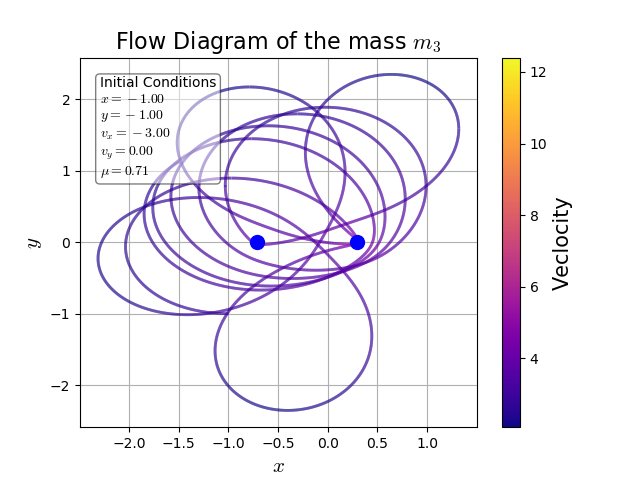 Flow Diagram of the mass $m_3$
Initial Conditions
x = −1.00
y = −1.00
v_x = −3.00
v_y = 0.00
μ = 0.71
2
1
0
−1
−2
y
−2.0 −1.5 −1.0 −0.5 0.0 0.5 1.0
x
12
10
8
6
4
Veclocity